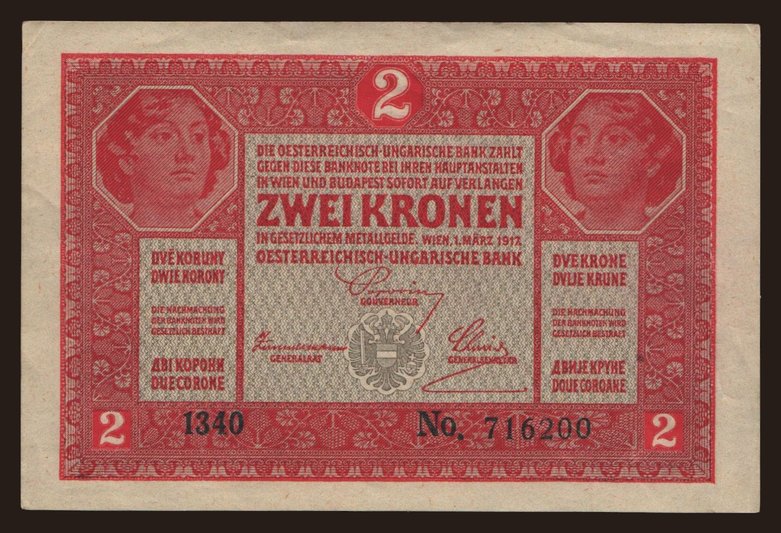 2
DIE OESTERREICHISCH-UNGARISCHE BANK ZAHLT
GEGEN DIESE BANKNOTE BEI IHREN HAUPTANSTALTEN
IN WIEN UND BUDAPEST SOFORT AUF VERLANGEN
ZWEI KRONEN
IN GESETZLICHEM METALLGELDE. WIEN, 1. MÄRZ 1917.
OESTERREICHISCH-UNGARISCHE BANK
GOUVERNEUR
GENERALRAT
GENERALSEKRETÄR
DVĚ KORUNY
DWIE KORONY
DIE NACHMACHUNG
DER BANKNOTEN WIRD
GESETZLICH BESTRAFT
ДВІ КОРОНИ
DUE CORONE
DVE KRONE
DVIJE KRUNE
DIE NACHMACHUNG
DER BANKNOTEN WIRD
GESETZLICH BESTRAFT
ДВИЈЕ КРУНЕ
DOUE COROANE
2
1340
No. 716200
2